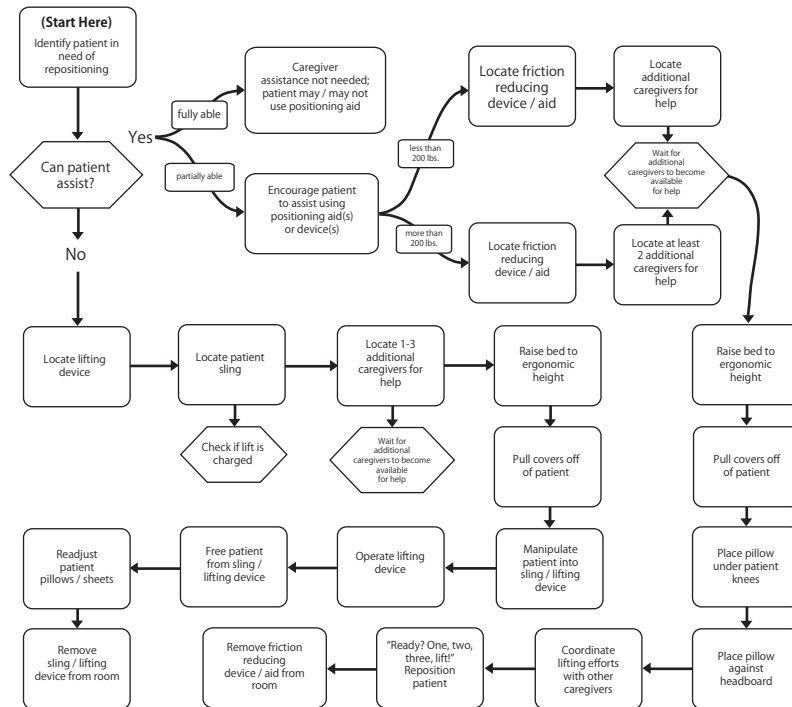 (Start Here)
Identify patient in
need of
repositioning
Can patient
assist?
Yes
fully able
partially able
Caregiver
assistance not needed;
patient may / may not
use positioning aid
Encourage patient
to assist using
positioning aid(s)
or device(s)
less than
200 lbs.
more than
200 lbs.
Locate friction
reducing
device / aid
Locate
additional
caregivers for
help
Wait for
additional
caregivers to become
available
for help
Locate friction
reducing
device / aid
Locate at least
2 additional
caregivers for
help
No
Locate lifting
device
Locate patient
sling
Locate 1-3
additional
caregivers for
help
Raise bed to
ergonomic
height
Raise bed to
ergonomic
height
Check if lift is
charged
Wait for
additional
caregivers to become
available
for help
Pull covers off
of patient
Pull covers off
of patient
Readjust
patient
pillows / sheets
Free patient
from sling /
lifting device
Operate lifting
device
Manipulate
patient into
sling / lifting
device
Place pillow
under patient
knees
Remove
sling / lifting
device from room
Remove friction
reducing
device / aid from
room
“Ready? One, two,
three, lift!”
Reposition
patient
Coordinate
lifting efforts
with other
caregivers
Place pillow
against
headboard